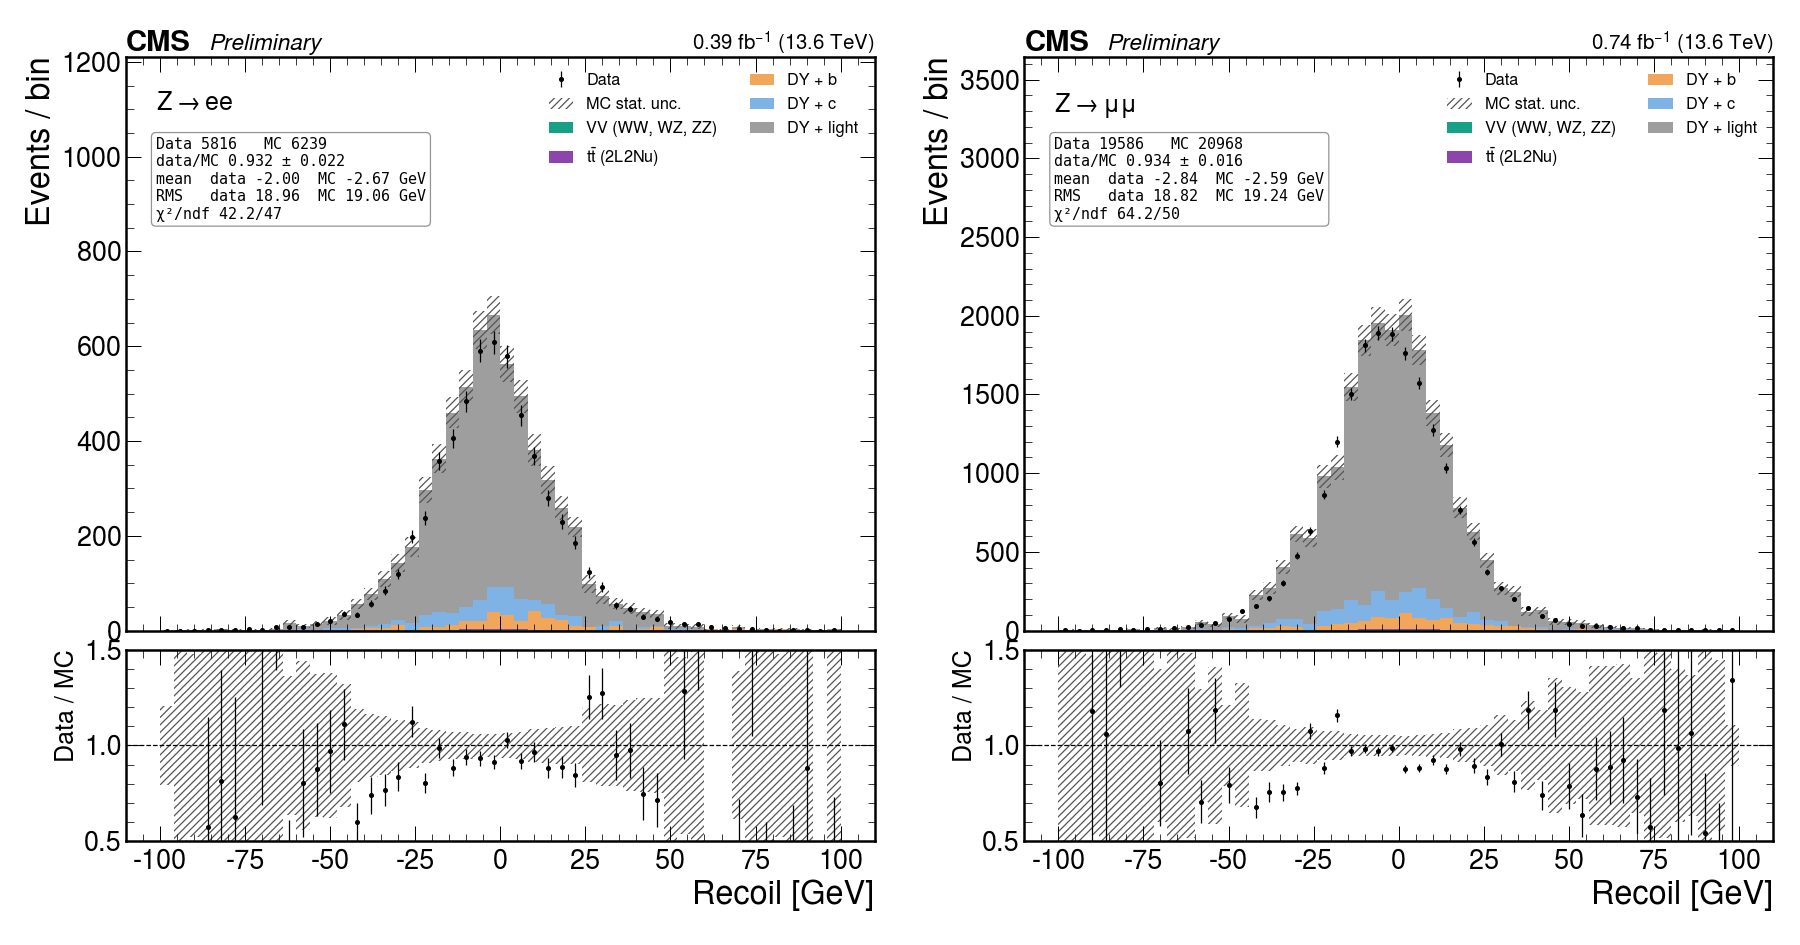 CMS Preliminary 0.39 fb⁻¹ (13.6 TeV)
Events / bin
1200
1000
800
600
400
200
0
Z→ee
Data
MC stat. unc.
VV (WW, WZ, ZZ)
tt̄ (2L2Nu)
DY + b
DY + c
DY + light
Data 5816 MC 6239
data/MC 0.932 ± 0.022
mean data -2.00 MC -2.67 GeV
RMS data 18.96 MC 19.06 GeV
χ²/ndf 42.2/47
Data / MC
1.5
1.0
0.5
-100 -75 -50 -25 0 25 50 75 100
Recoil [GeV]
CMS Preliminary 0.74 fb⁻¹ (13.6 TeV)
Events / bin
3500
3000
2500
2000
1500
1000
500
0
Z→μμ
Data
MC stat. unc.
VV (WW, WZ, ZZ)
tt̄ (2L2Nu)
DY + b
DY + c
DY + light
Data 19586 MC 20968
data/MC 0.934 ± 0.016
mean data -2.84 MC -2.59 GeV
RMS data 18.82 MC 19.24 GeV
χ²/ndf 64.2/50
Data / MC
1.5
1.0
0.5
-100 -75 -50 -25 0 25 50 75 100
Recoil [GeV]